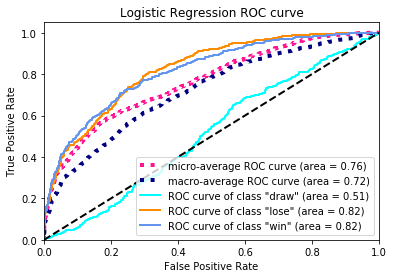 Logistic Regression ROC curve
1.0
0.8
0.6
0.4
0.2
0.0
True Positive Rate
micro-average ROC curve (area = 0.76)
macro-average ROC curve (area = 0.72)
ROC curve of class "draw" (area = 0.51)
ROC curve of class "lose" (area = 0.82)
ROC curve of class "win" (area = 0.82)
0.0 0.2 0.4 0.6 0.8 1.0
False Positive Rate